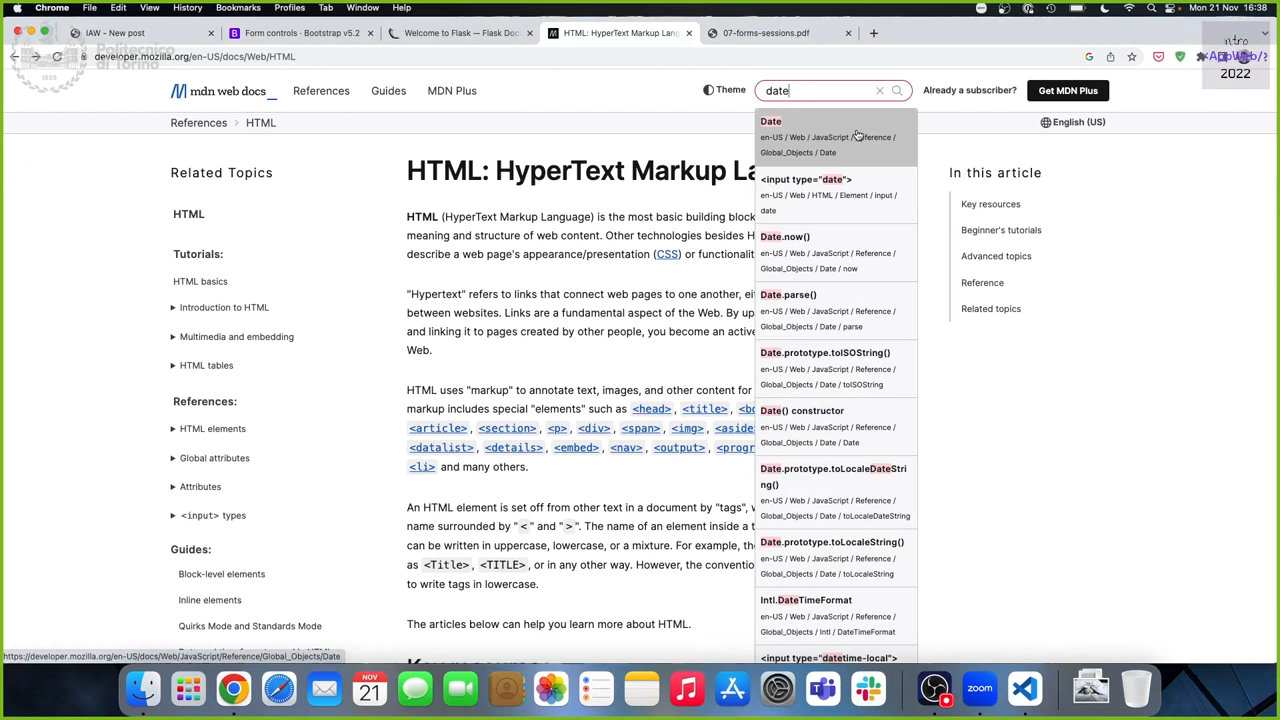 Chrome File Edit View History Bookmarks Profiles Tab Window Help Mon 21 Nov 16:38
IAW - New post Form controls · Bootstrap v5.2 Welcome to Flask — Flask Doc HTML: HyperText Markup Lang 07-forms-sessions.pdf
developer.mozilla.org/en-US/docs/Web/HTML
Politecnico
di Torino
1859
intro
<AppWeb/>
2022
mdn web docs_ References Guides MDN Plus Theme date Already a subscriber? Get MDN Plus
References > HTML English (US)
Related Topics
HTML
Tutorials:
HTML basics
Introduction to HTML
Multimedia and embedding
HTML tables
References:
HTML elements
Global attributes
Attributes
<input> types
Guides:
Block-level elements
Inline elements
Quirks Mode and Standards Mode
https://developer.mozilla.org/en-US/docs/Web/JavaScript/Reference/Global_Objects/Date
HTML: HyperText Markup La
HTML (HyperText Markup Language) is the most basic building bloc
meaning and structure of web content. Other technologies besides H
describe a web page's appearance/presentation (CSS) or functionali
"Hypertext" refers to links that connect web pages to one another, ei
between websites. Links are a fundamental aspect of the Web. By up
and linking it to pages created by other people, you become an active
Web.
HTML uses "markup" to annotate text, images, and other content for
markup includes special "elements" such as <head>, <title>, <bo
<article>, <section>, <p>, <div>, <span>, <img>, <aside
<datalist>, <details>, <embed>, <nav>, <output>, <progr
<li> and many others.
An HTML element is set off from other text in a document by "tags", w
name surrounded by "<" and ">". The name of an element inside a t
can be written in uppercase, lowercase, or a mixture. For example, the
as <Title>, <TITLE>, or in any other way. However, the conventio
to write tags in lowercase.
The articles below can help you learn more about HTML.
Date
en-US / Web / JavaScript / Reference /
Global_Objects / Date
<input type="date">
en-US / Web / HTML / Element / input /
date
Date.now()
en-US / Web / JavaScript / Reference /
Global_Objects / Date / now
Date.parse()
en-US / Web / JavaScript / Reference /
Global_Objects / Date / parse
Date.prototype.toISOString()
en-US / Web / JavaScript / Reference /
Global_Objects / Date / toISOString
Date() constructor
en-US / Web / JavaScript / Reference /
Global_Objects / Date / Date
Date.prototype.toLocaleDateStri
ng()
en-US / Web / JavaScript / Reference /
Global_Objects / Date / toLocaleDateString
Date.prototype.toLocaleString()
en-US / Web / JavaScript / Reference /
Global_Objects / Date / toLocaleString
Intl.DateTimeFormat
en-US / Web / JavaScript / Reference /
Global_Objects / Intl / DateTimeFormat
<input type="datetime-local">
In this article
Key resources
Beginner's tutorials
Advanced topics
Reference
Related topics
NOV
21
zoom